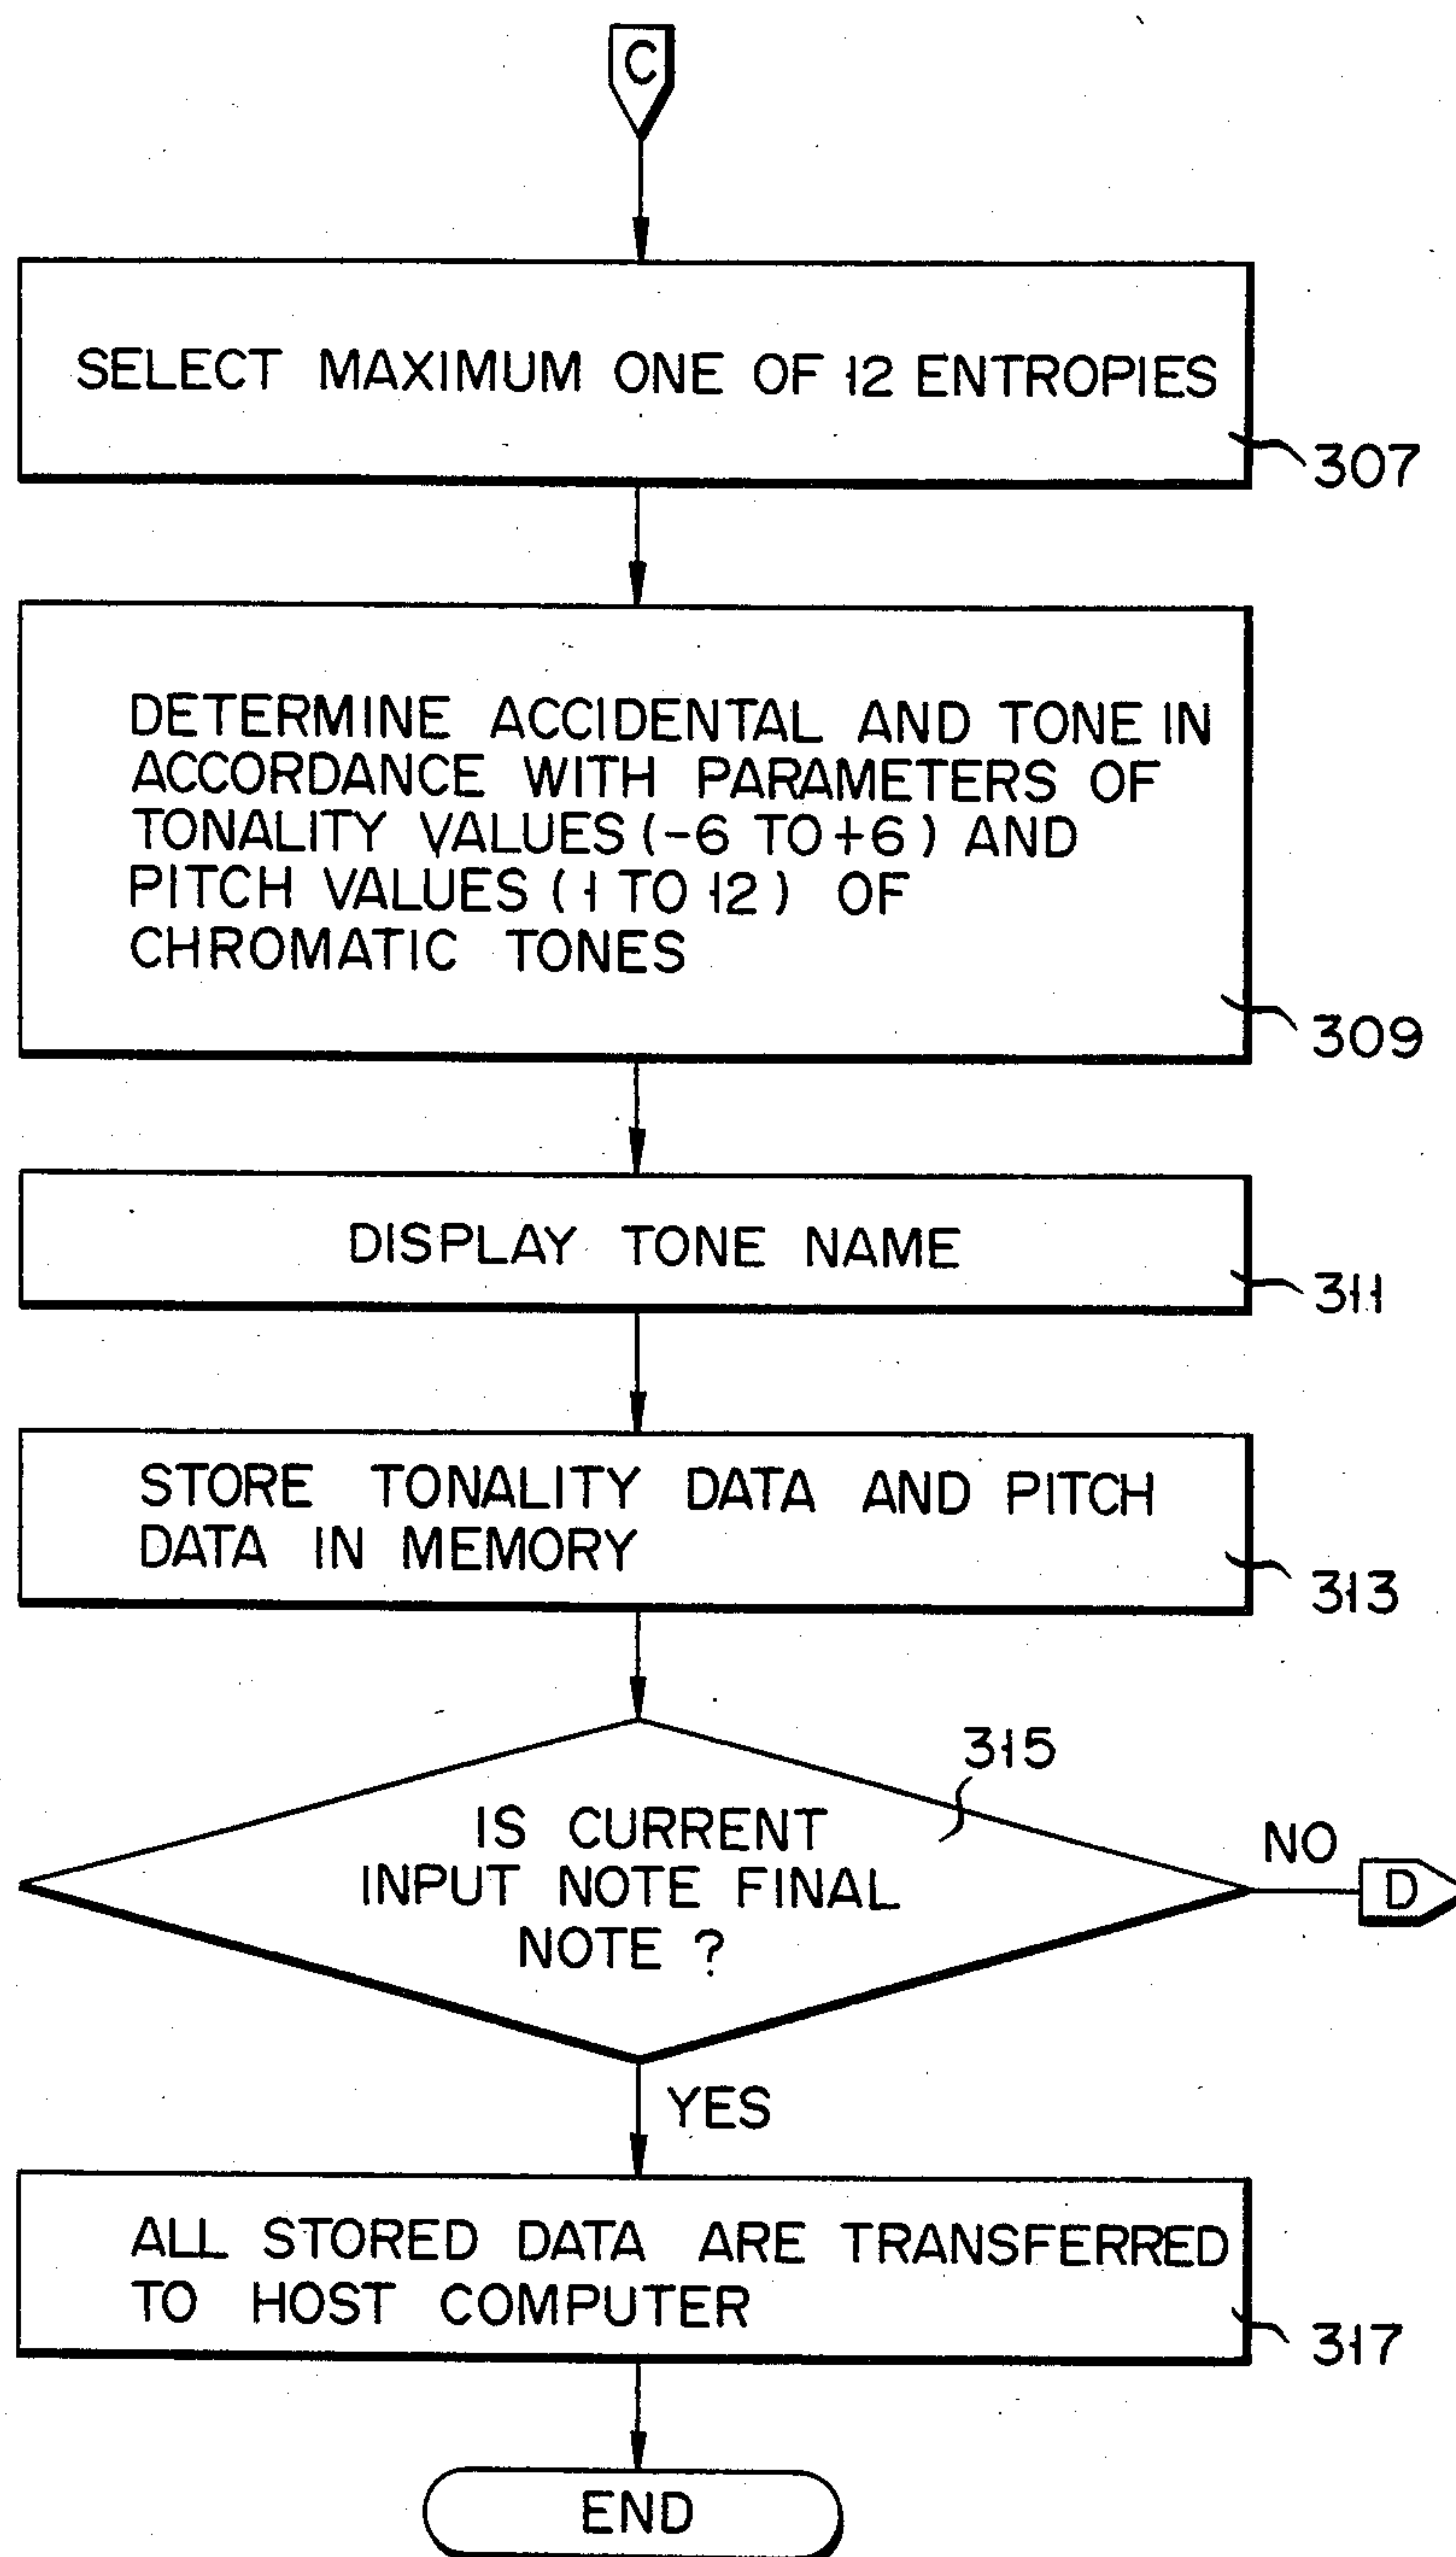 C
SELECT MAXIMUM ONE OF 12 ENTROPIES
307
DETERMINE ACCIDENTAL AND TONE IN
ACCORDANCE WITH PARAMETERS OF
TONALITY VALUES (-6 TO +6) AND
PITCH VALUES (1 TO 12) OF
CHROMATIC TONES
309
DISPLAY TONE NAME
311
STORE TONALITY DATA AND PITCH
DATA IN MEMORY
313
315
IS CURRENT
INPUT NOTE FINAL
NOTE ?
NO
D
YES
ALL STORED DATA ARE TRANSFERRED
TO HOST COMPUTER
317
END